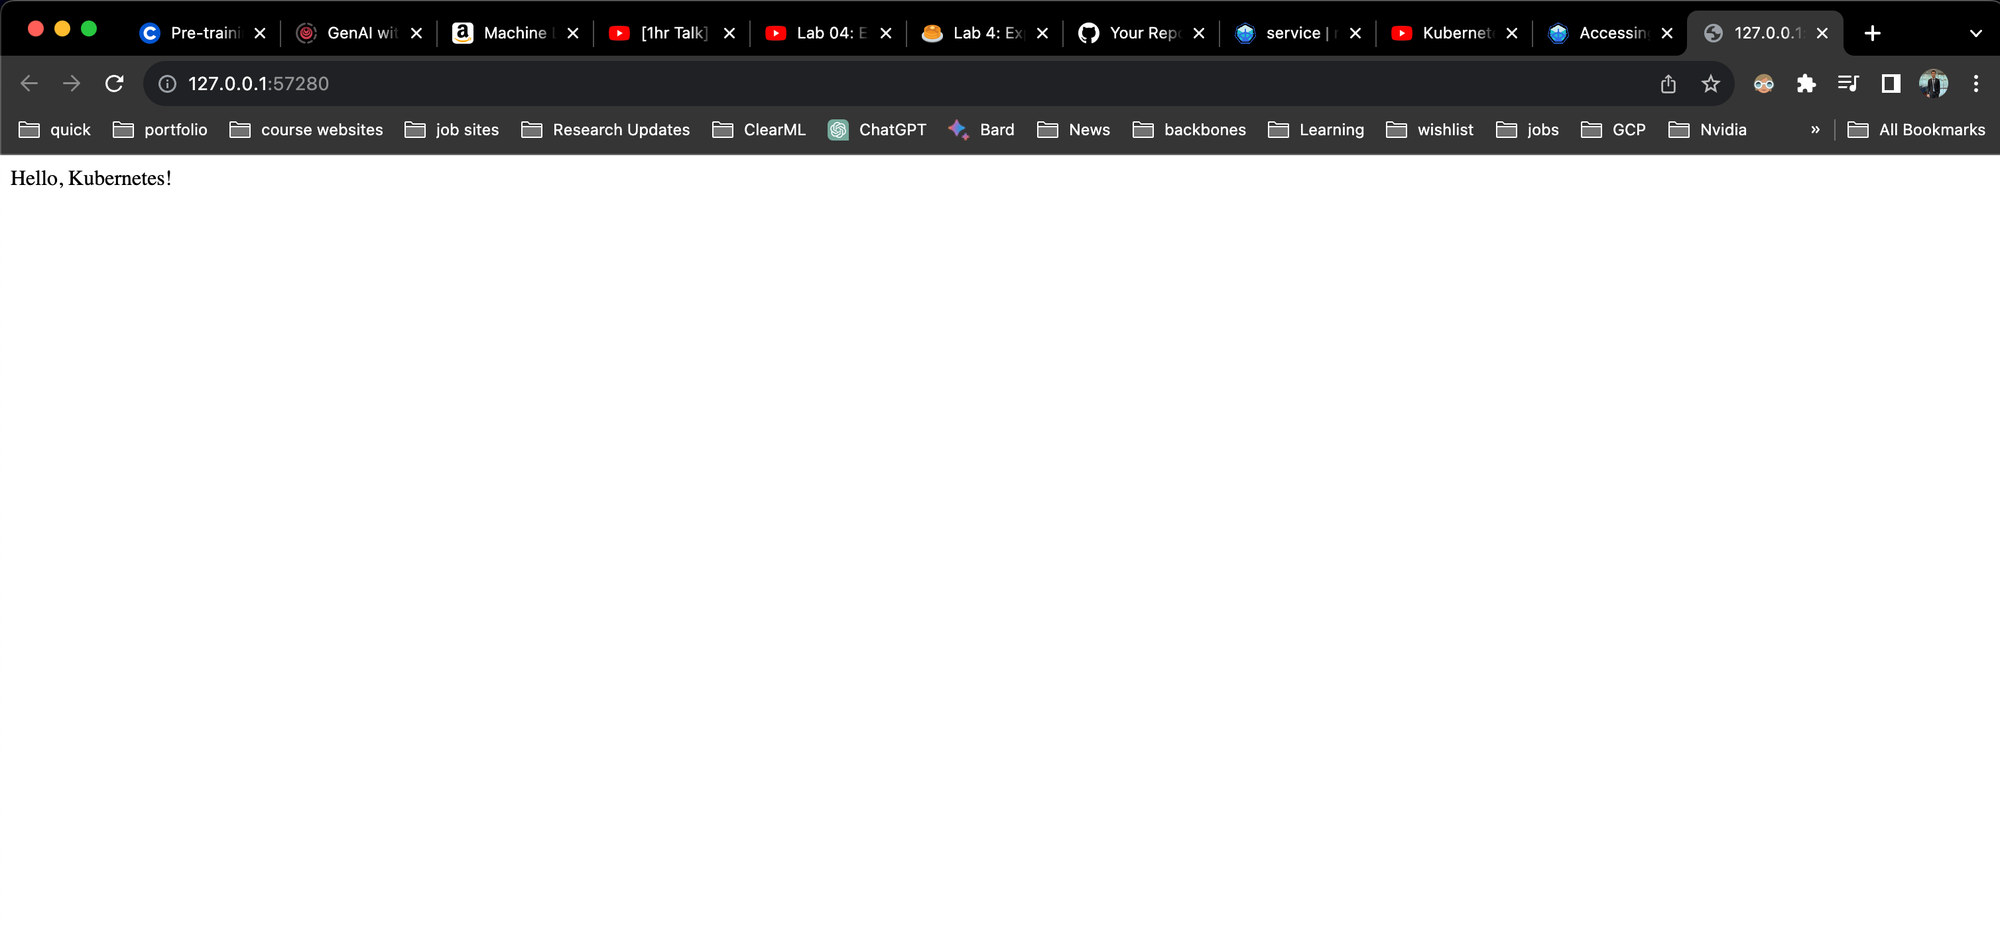 Pre-traini
GenAI wit
Machine
[1hr Talk]
Lab 04: E
Lab 4: Ex
Your Repo
service |
Kubernet
Accessing
127.0.0.1:
127.0.0.1:57280
quick
portfolio
course websites
job sites
Research Updates
ClearML
ChatGPT
Bard
News
backbones
Learning
wishlist
jobs
GCP
Nvidia
»
All Bookmarks
Hello, Kubernetes!